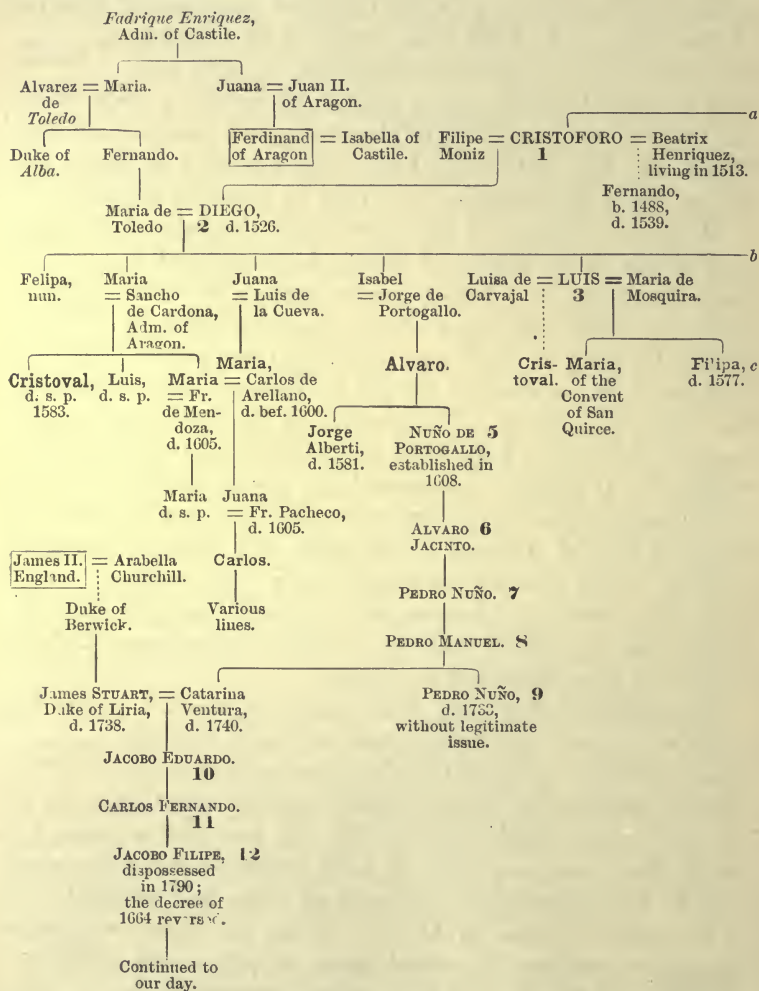 Fadrique Enriquez,
Adm. of Castile.
Alvarez = Maria.
de
Toledo
Juana = Juan II.
of Aragon.
a
Duke of
Alba.
Fernando.
Ferdinand
of Aragon
= Isabella of
Castile.
Filipe
Moniz
= CRISTOFORO
1
= Beatrix
Henriquez,
living in 1513.
Fernando,
b. 1488,
d. 1539.
Maria de
Toledo
= DIEGO,
2 d. 1526.
b
Felipa,
nun.
Maria
= Sancho
de Cardona,
Adm. of
Aragon.
Juana
= Luis de
la Cueva.
Isabel
= Jorge de
Portogallo.
Luisa de
Carvajal
= LUIS
3
= Maria de
Mosquira.
Cristoval,
d. s. p.
1583.
Luis,
d. s. p.
Maria
= Fr.
de Men-
doza,
d. 1605.
Maria,
= Carlos de
Arellano,
d. bef. 1600.
Alvaro.
Cris-
toval.
Maria,
of the
Convent
of San
Quirce.
Filipa, c
d. 1577.
Jorge
Alberti,
d. 1581.
NUÑO DE 5
PORTOGALLO,
established in
1608.
Maria
d. s. p.
Juana
= Fr. Pacheco,
d. 1605.
ALVARO 6
JACINTO.
James II.
England.
= Arabella
Churchill.
Carlos.
Duke of
Berwick.
Various
lines.
PEDRO NUÑO. 7
PEDRO MANUEL. 8
James STUART,
Duke of Liria,
d. 1738.
= Catarina
Ventura,
d. 1740.
PEDRO NUÑO, 9
d.
without legitimate
issue.
JACOBO EDUARDO.
10
CARLOS FERNANDO.
11
JACOBO FILIPE, 12
dispossessed
in 1790;
the decree of
1664 reversed.
Continued to
our day.